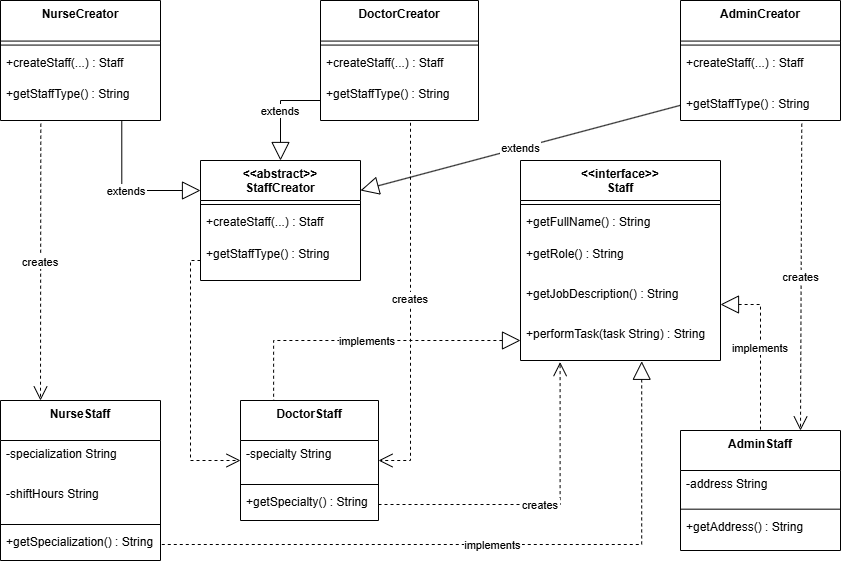 NurseCreator
+createStaff(...) : Staff
+getStaffType() : String
DoctorCreator
+createStaff(...) : Staff
+getStaffType() : String
AdminCreator
+createStaff(...) : Staff
+getStaffType() : String
extends
extends
extends
<<abstract>>
StaffCreator
+createStaff(...) : Staff
+getStaffType() : String
<<interface>>
Staff
+getFullName() : String
+getRole() : String
+getJobDescription() : String
+performTask(task String) : String
creates
creates
creates
implements
implements
NurseStaff
-specialization String
-shiftHours String
+getSpecialization() : String
DoctorStaff
-specialty String
+getSpecialty() : String
AdminStaff
-address String
+getAddress() : String
creates
implements